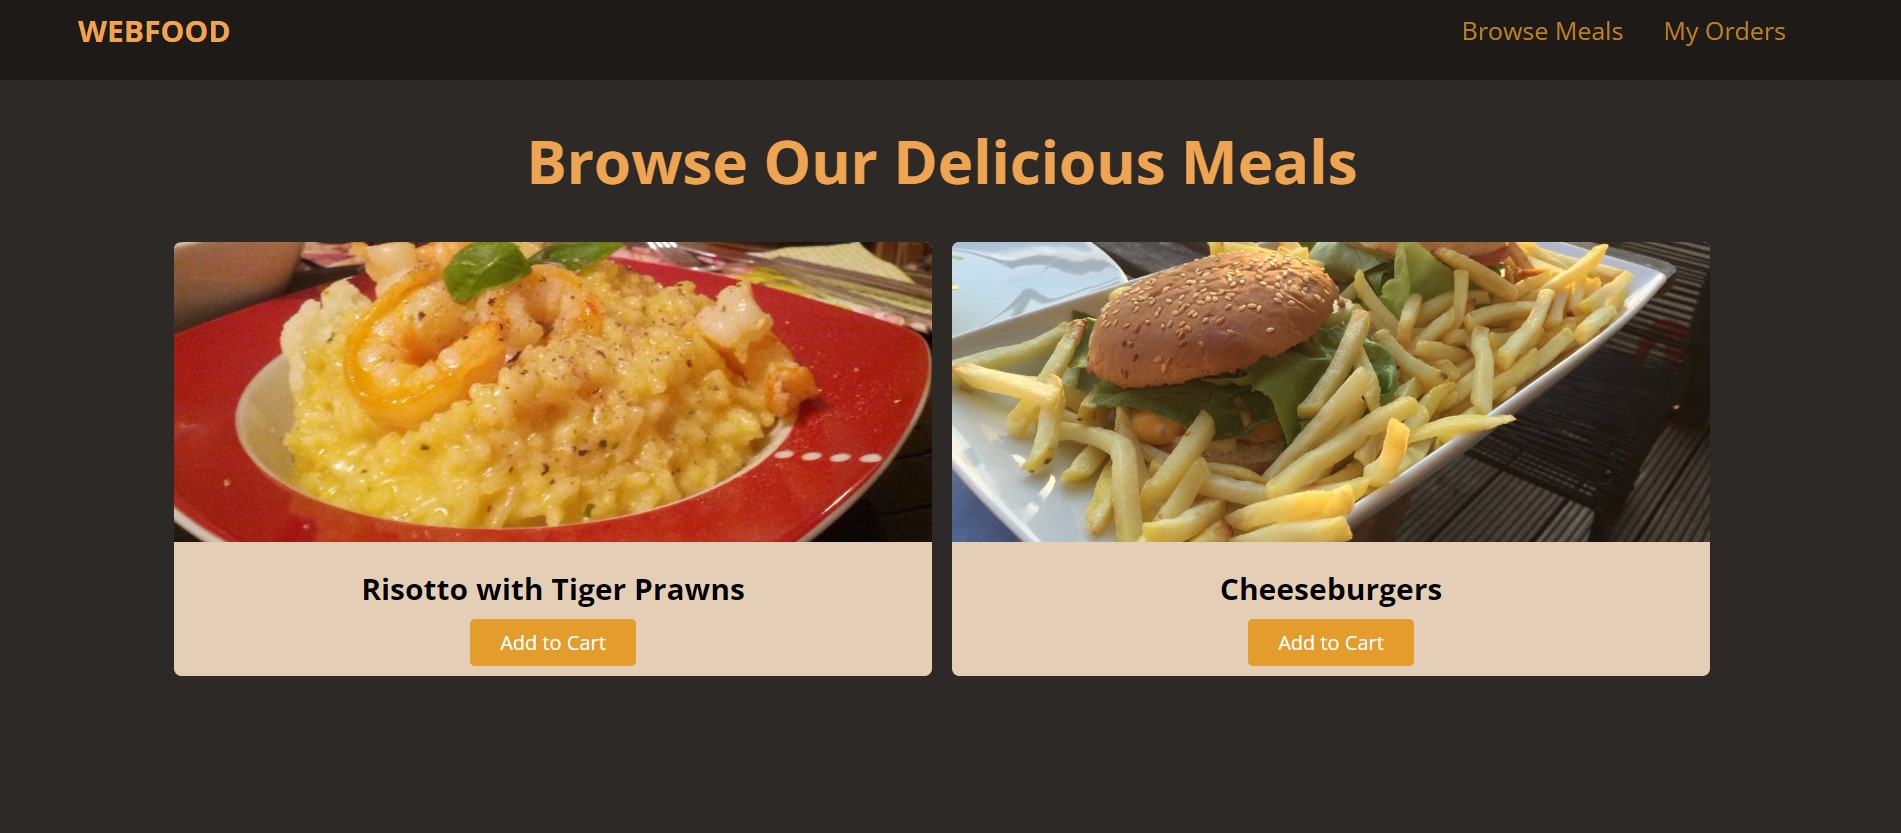 WEBFOOD
Browse Meals
My Orders
Browse Our Delicious Meals
Risotto with Tiger Prawns
Add to Cart
Cheeseburgers
Add to Cart